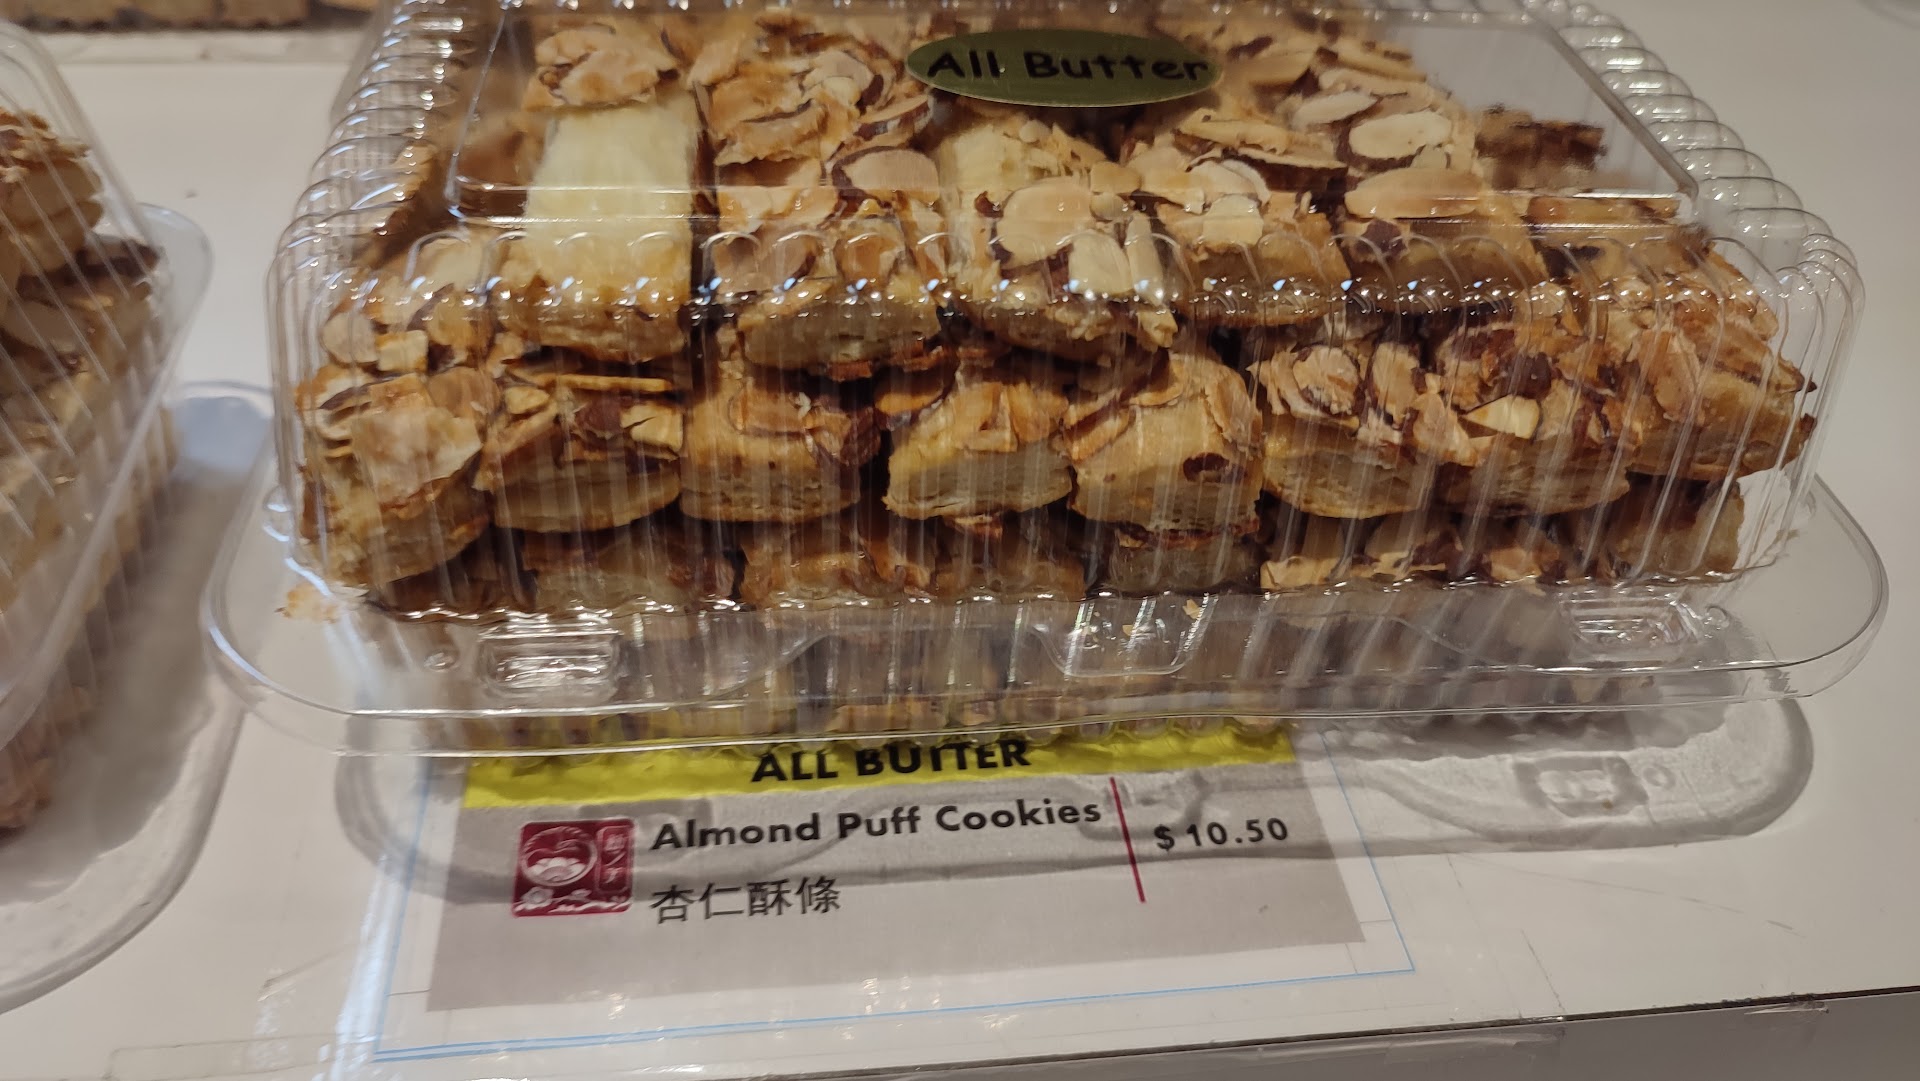 All Butter
ALL BUTTER
Almond Puff Cookies
$10.50
杏仁酥條